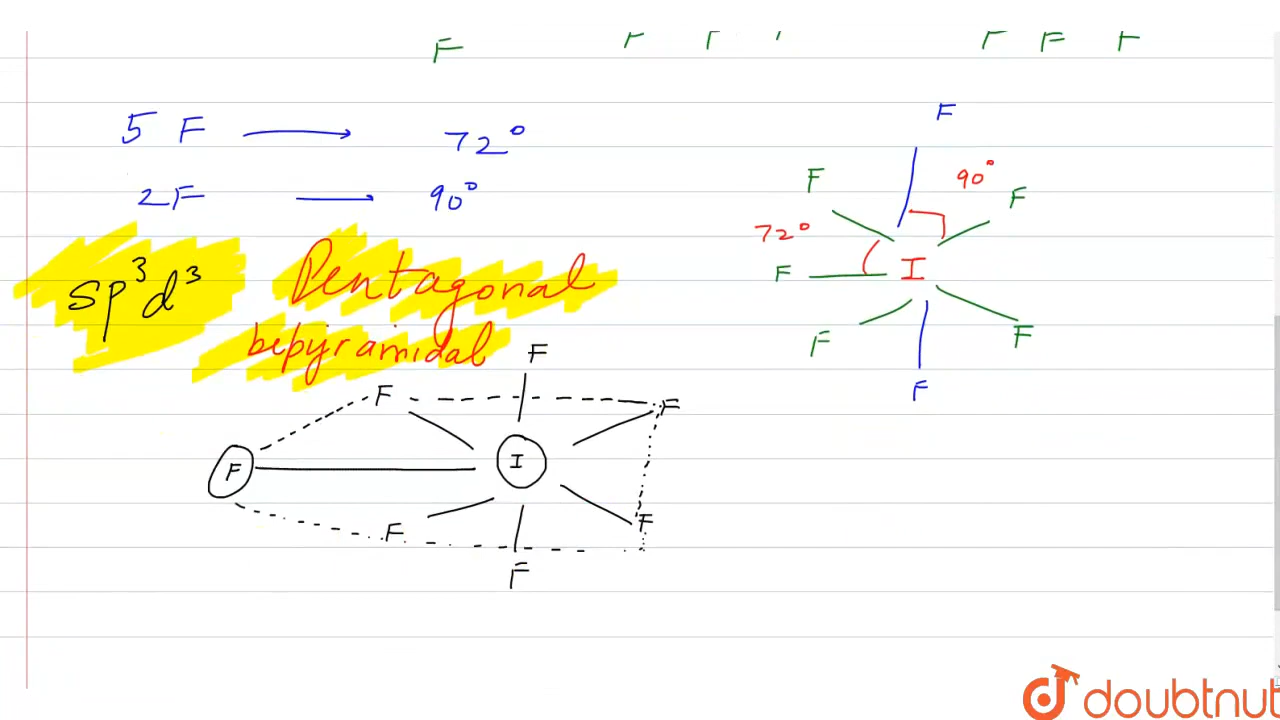 F F F F F F F
5 F → 72°
2F → 90°
sp³d³ Pentagonal
bipyramidal
F
F 90° F
72°
F I
F F
F
F
F F
F I
F F
F
doubtnut